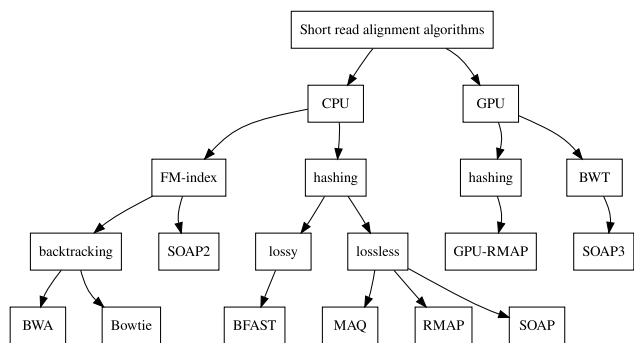 Short read alignment algorithms
CPU
GPU
FM-index
hashing
hashing
BWT
backtracking
SOAP2
lossy
lossless
GPU-RMAP
SOAP3
BWA
Bowtie
BFAST
MAQ
RMAP
SOAP